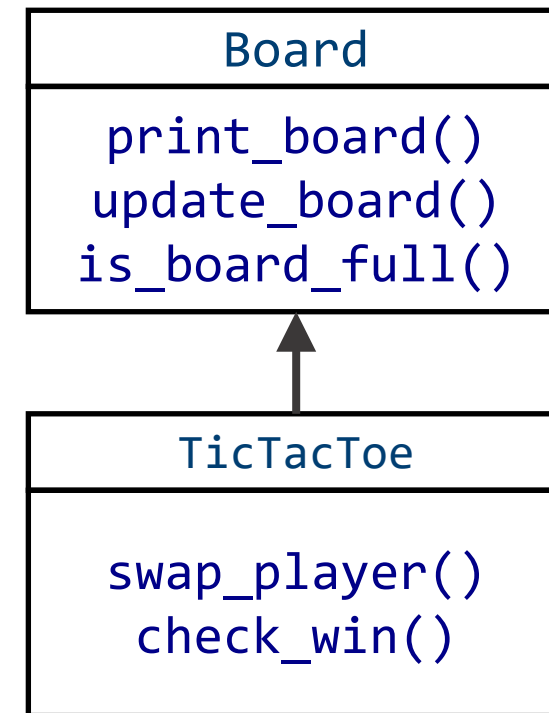 Board
print_board()
update_board()
is_board_full()
TicTacToe
swap_player()
check_win()